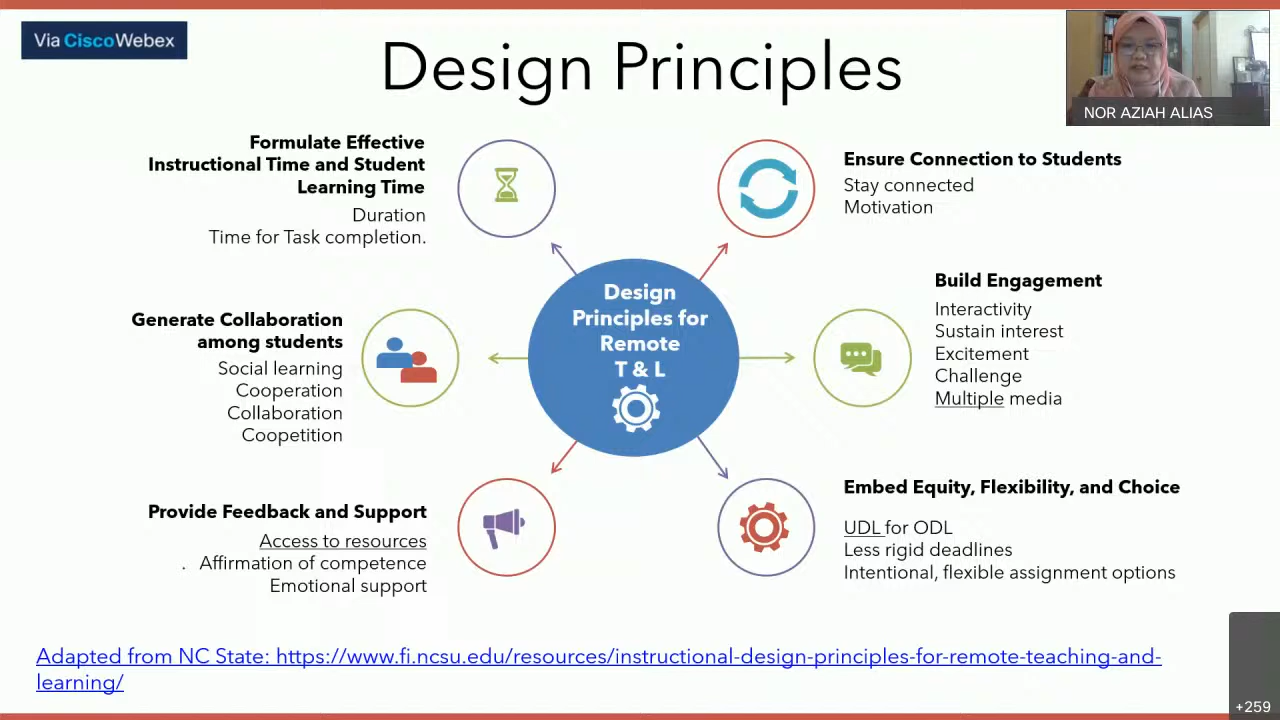 Via CiscoWebex
Design Principles
NOR AZIAH ALIAS
Formulate Effective
Instructional Time and Student
Learning Time
Duration
Time for Task completion.
Ensure Connection to Students
Stay connected
Motivation
Generate Collaboration
among students
Social learning
Cooperation
Collaboration
Coopetition
Design
Principles for
Remote
T & L
Build Engagement
Interactivity
Sustain interest
Excitement
Challenge
Multiple media
Provide Feedback and Support
Access to resources
. Affirmation of competence
Emotional support
Embed Equity, Flexibility, and Choice
UDL for ODL
Less rigid deadlines
Intentional, flexible assignment options
Adapted from NC State: https://www.fi.ncsu.edu/resources/instructional-design-principles-for-remote-teaching-and-
learning/
+259